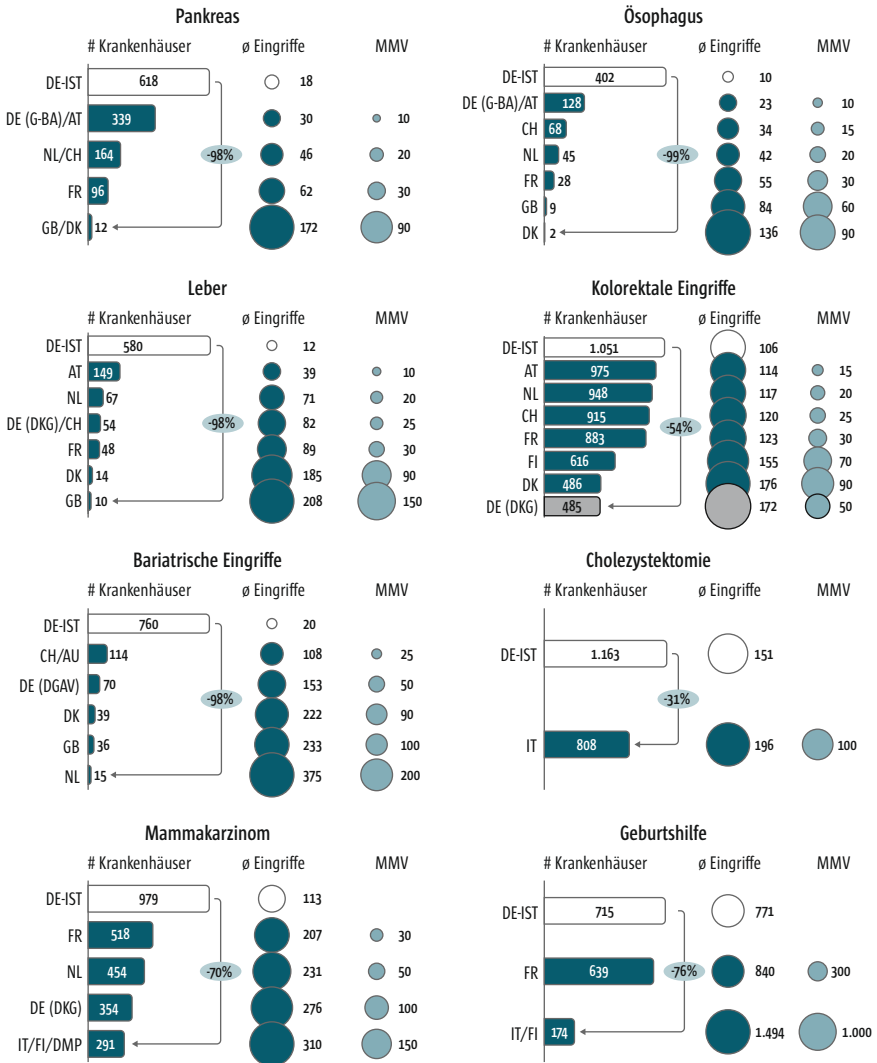 Pankreas
# Krankenhäuser ø Eingriffe MMV
DE-IST 618 18
DE (G-BA)/AT 339 30 10
NL/CH 164 -98% 46 20
FR 96 62 30
GB/DK 12 172 90
Ösophagus
# Krankenhäuser ø Eingriffe MMV
DE-IST 402 10
DE (G-BA)/AT 128 23 10
CH 68 34 15
NL 45 -99% 42 20
FR 28 55 30
GB 9 84 60
DK 2 136 90
Leber
# Krankenhäuser ø Eingriffe MMV
DE-IST 580 12
AT 149 39 10
NL 67 71 20
DE (DKG)/CH 54 -98% 82 25
FR 48 89 30
DK 14 185 90
GB 10 208 150
Kolorektale Eingriffe
# Krankenhäuser ø Eingriffe MMV
DE-IST 1.051 106
AT 975 114 15
NL 948 117 20
CH 915 -54% 120 25
FR 883 123 30
FI 616 155 70
DK 486 176 90
DE (DKG) 485 172 50
Bariatrische Eingriffe
# Krankenhäuser ø Eingriffe MMV
DE-IST 760 20
CH/AU 114 108 25
DE (DGAV) 70 -98% 153 50
DK 39 222 90
GB 36 233 100
NL 15 375 200
Cholezystektomie
# Krankenhäuser ø Eingriffe MMV
DE-IST 1.163 151
-31%
IT 808 196 100
Mammakarzinom
# Krankenhäuser ø Eingriffe MMV
DE-IST 979 113
FR 518 207 30
NL 454 -70% 231 50
DE (DKG) 354 276 100
IT/FI/DMP 291 310 150
Geburtshilfe
# Krankenhäuser ø Eingriffe MMV
DE-IST 715 771
FR 639 -76% 840 300
IT/FI 174 1.494 1.000